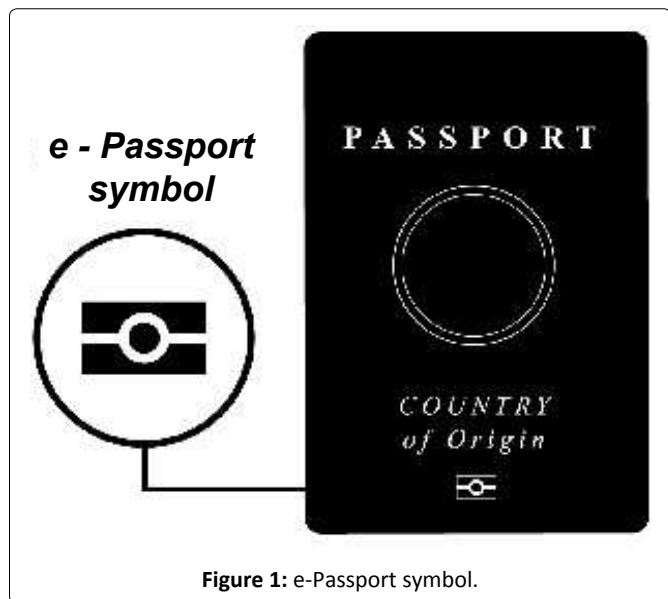 e - Passport
symbol
PASSPORT
COUNTRY
of Origin
Figure 1: e-Passport symbol.